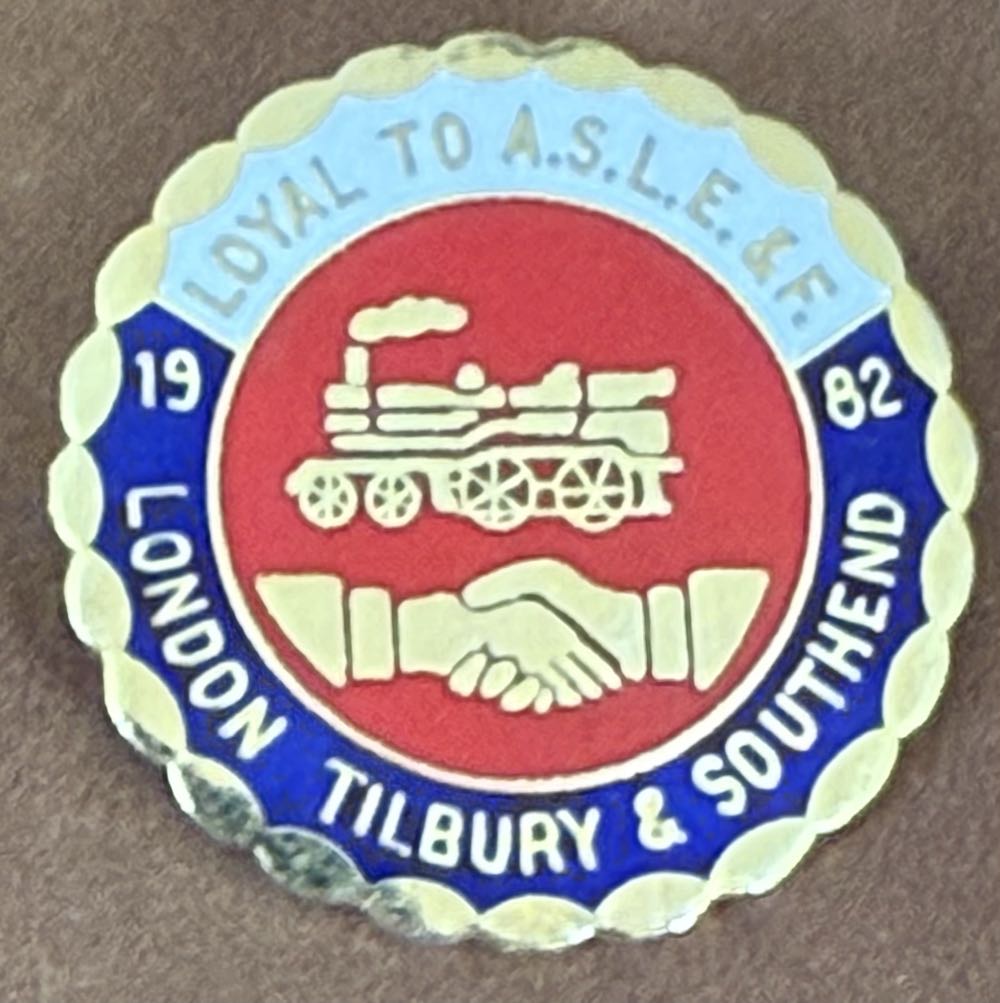 LOYAL TO A.S.L.E. & F.
19 82
LONDON TILBURY & SOUTHEND